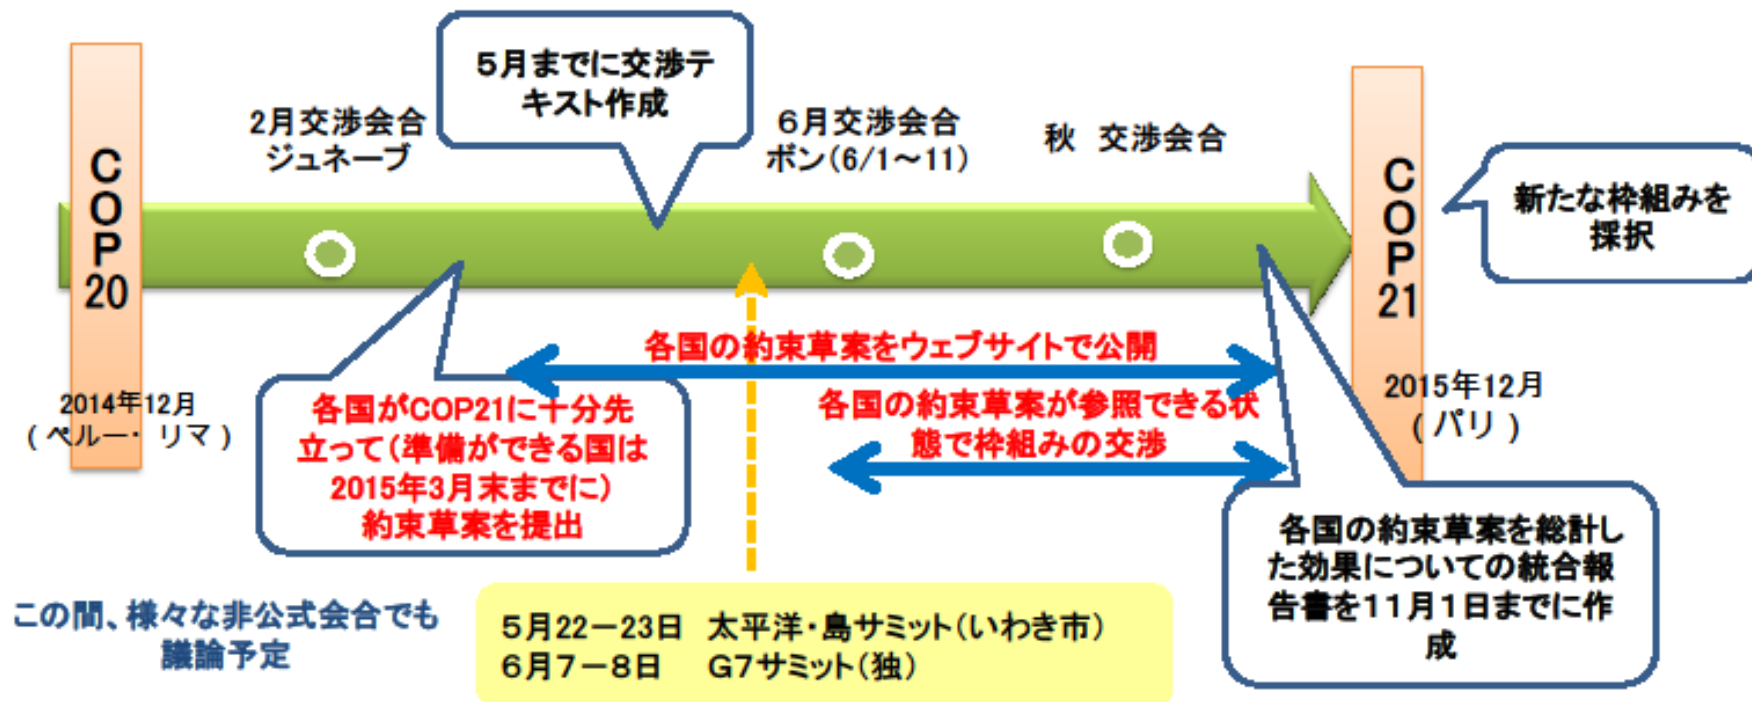 COP20
2014年12月
(ペルー・ リマ)
2月交渉会合
ジュネーブ
5月までに交渉テ
キスト作成
6月交渉会合
ボン(6/1～11)
秋 交渉会合
COP21
2015年12月
(パリ)
新たな枠組みを
採択
各国の約束草案をウェブサイトで公開
各国の約束草案が参照できる状
態で枠組みの交渉
各国がCOP21に十分先
立って(準備ができる国は
2015年3月末までに)
約束草案を提出
各国の約束草案を総計し
た効果についての統合報
告書を11月1日までに作
成
この間、様々な非公式会合でも
議論予定
5月22－23日 太平洋・島サミット(いわき市)
6月7－8日 G7サミット(独)